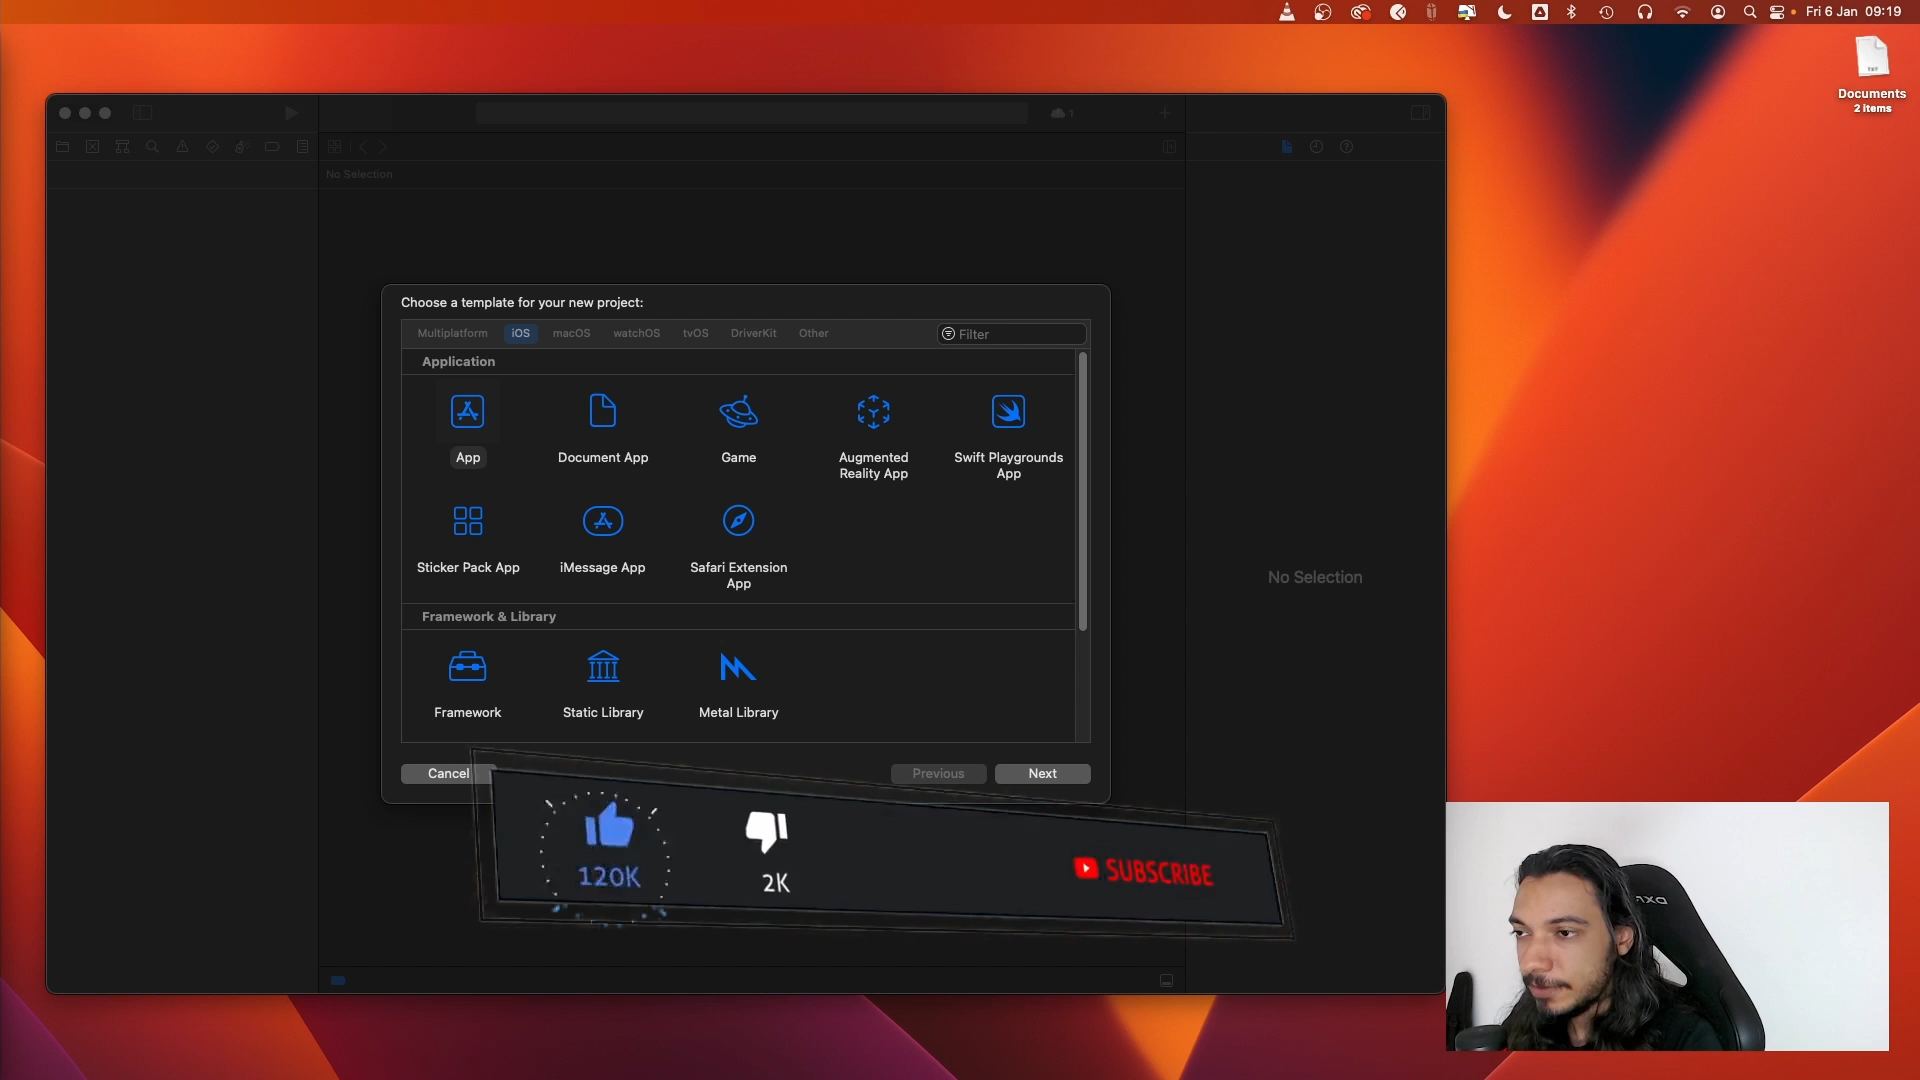 Fri 6 Jan 09:19
TXT
Documents
2 items
1
No Selection
Choose a template for your new project:
Multiplatform iOS macOS watchOS tvOS DriverKit Other
Filter
Application
App
Document App
Game
Augmented
Reality App
Swift Playgrounds
App
Sticker Pack App
iMessage App
Safari Extension
App
Framework & Library
Framework
Static Library
Metal Library
Cancel
Previous
Next
No Selection
120K
2K
SUBSCRIBE